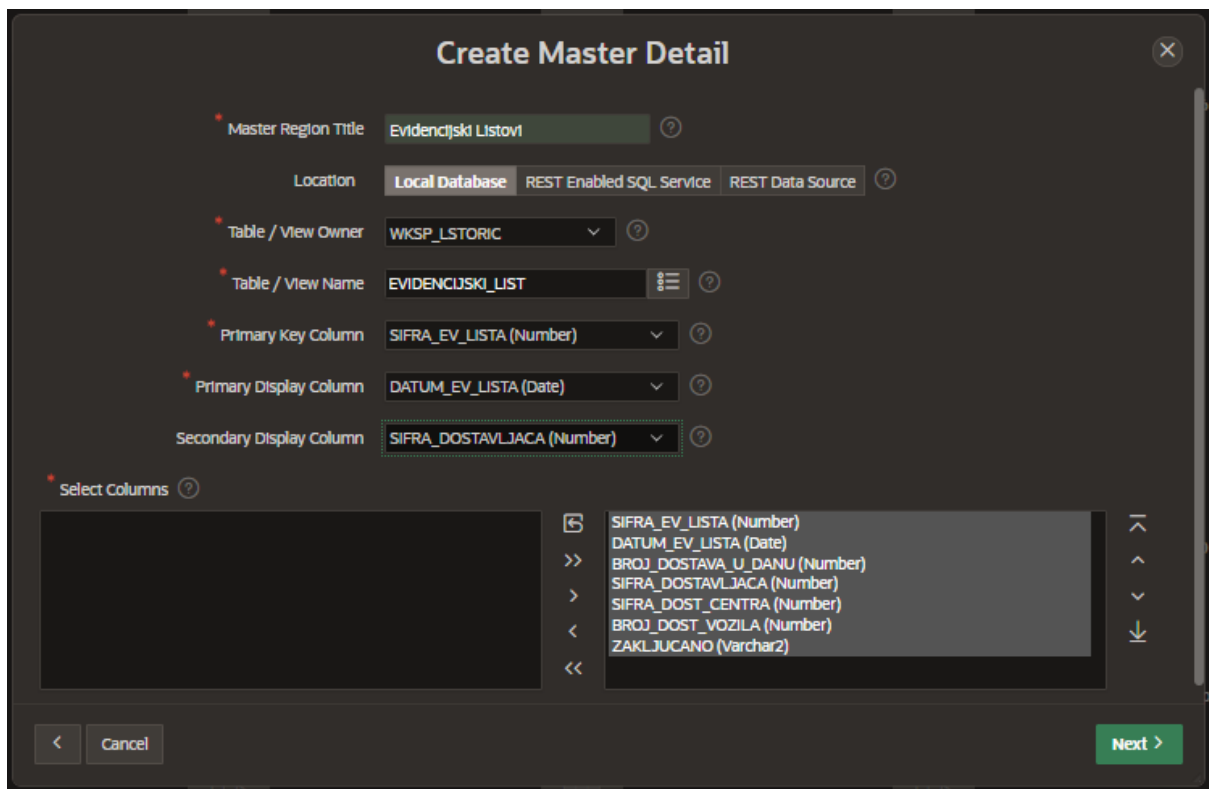 Create Master Detail
* Master Region Title Evidencijski Listovi ?
Location Local Database REST Enabled SQL Service REST Data Source ?
* Table / View Owner WKSP_LSTORIC ?
* Table / View Name EVIDENCIJSKI_LIST ?
* Primary Key Column SIFRA_EV_LISTA (Number) ?
* Primary Display Column DATUM_EV_LISTA (Date) ?
Secondary Display Column SIFRA_DOSTAVLJACA (Number) ?
* Select Columns ?
SIFRA_EV_LISTA (Number)
DATUM_EV_LISTA (Date)
BROJ_DOSTAVA_U_DANU (Number)
SIFRA_DOSTAVLJACA (Number)
SIFRA_DOST_CENTRA (Number)
BROJ_DOST_VOZILA (Number)
ZAKLJUCANO (Varchar2)
Cancel Next